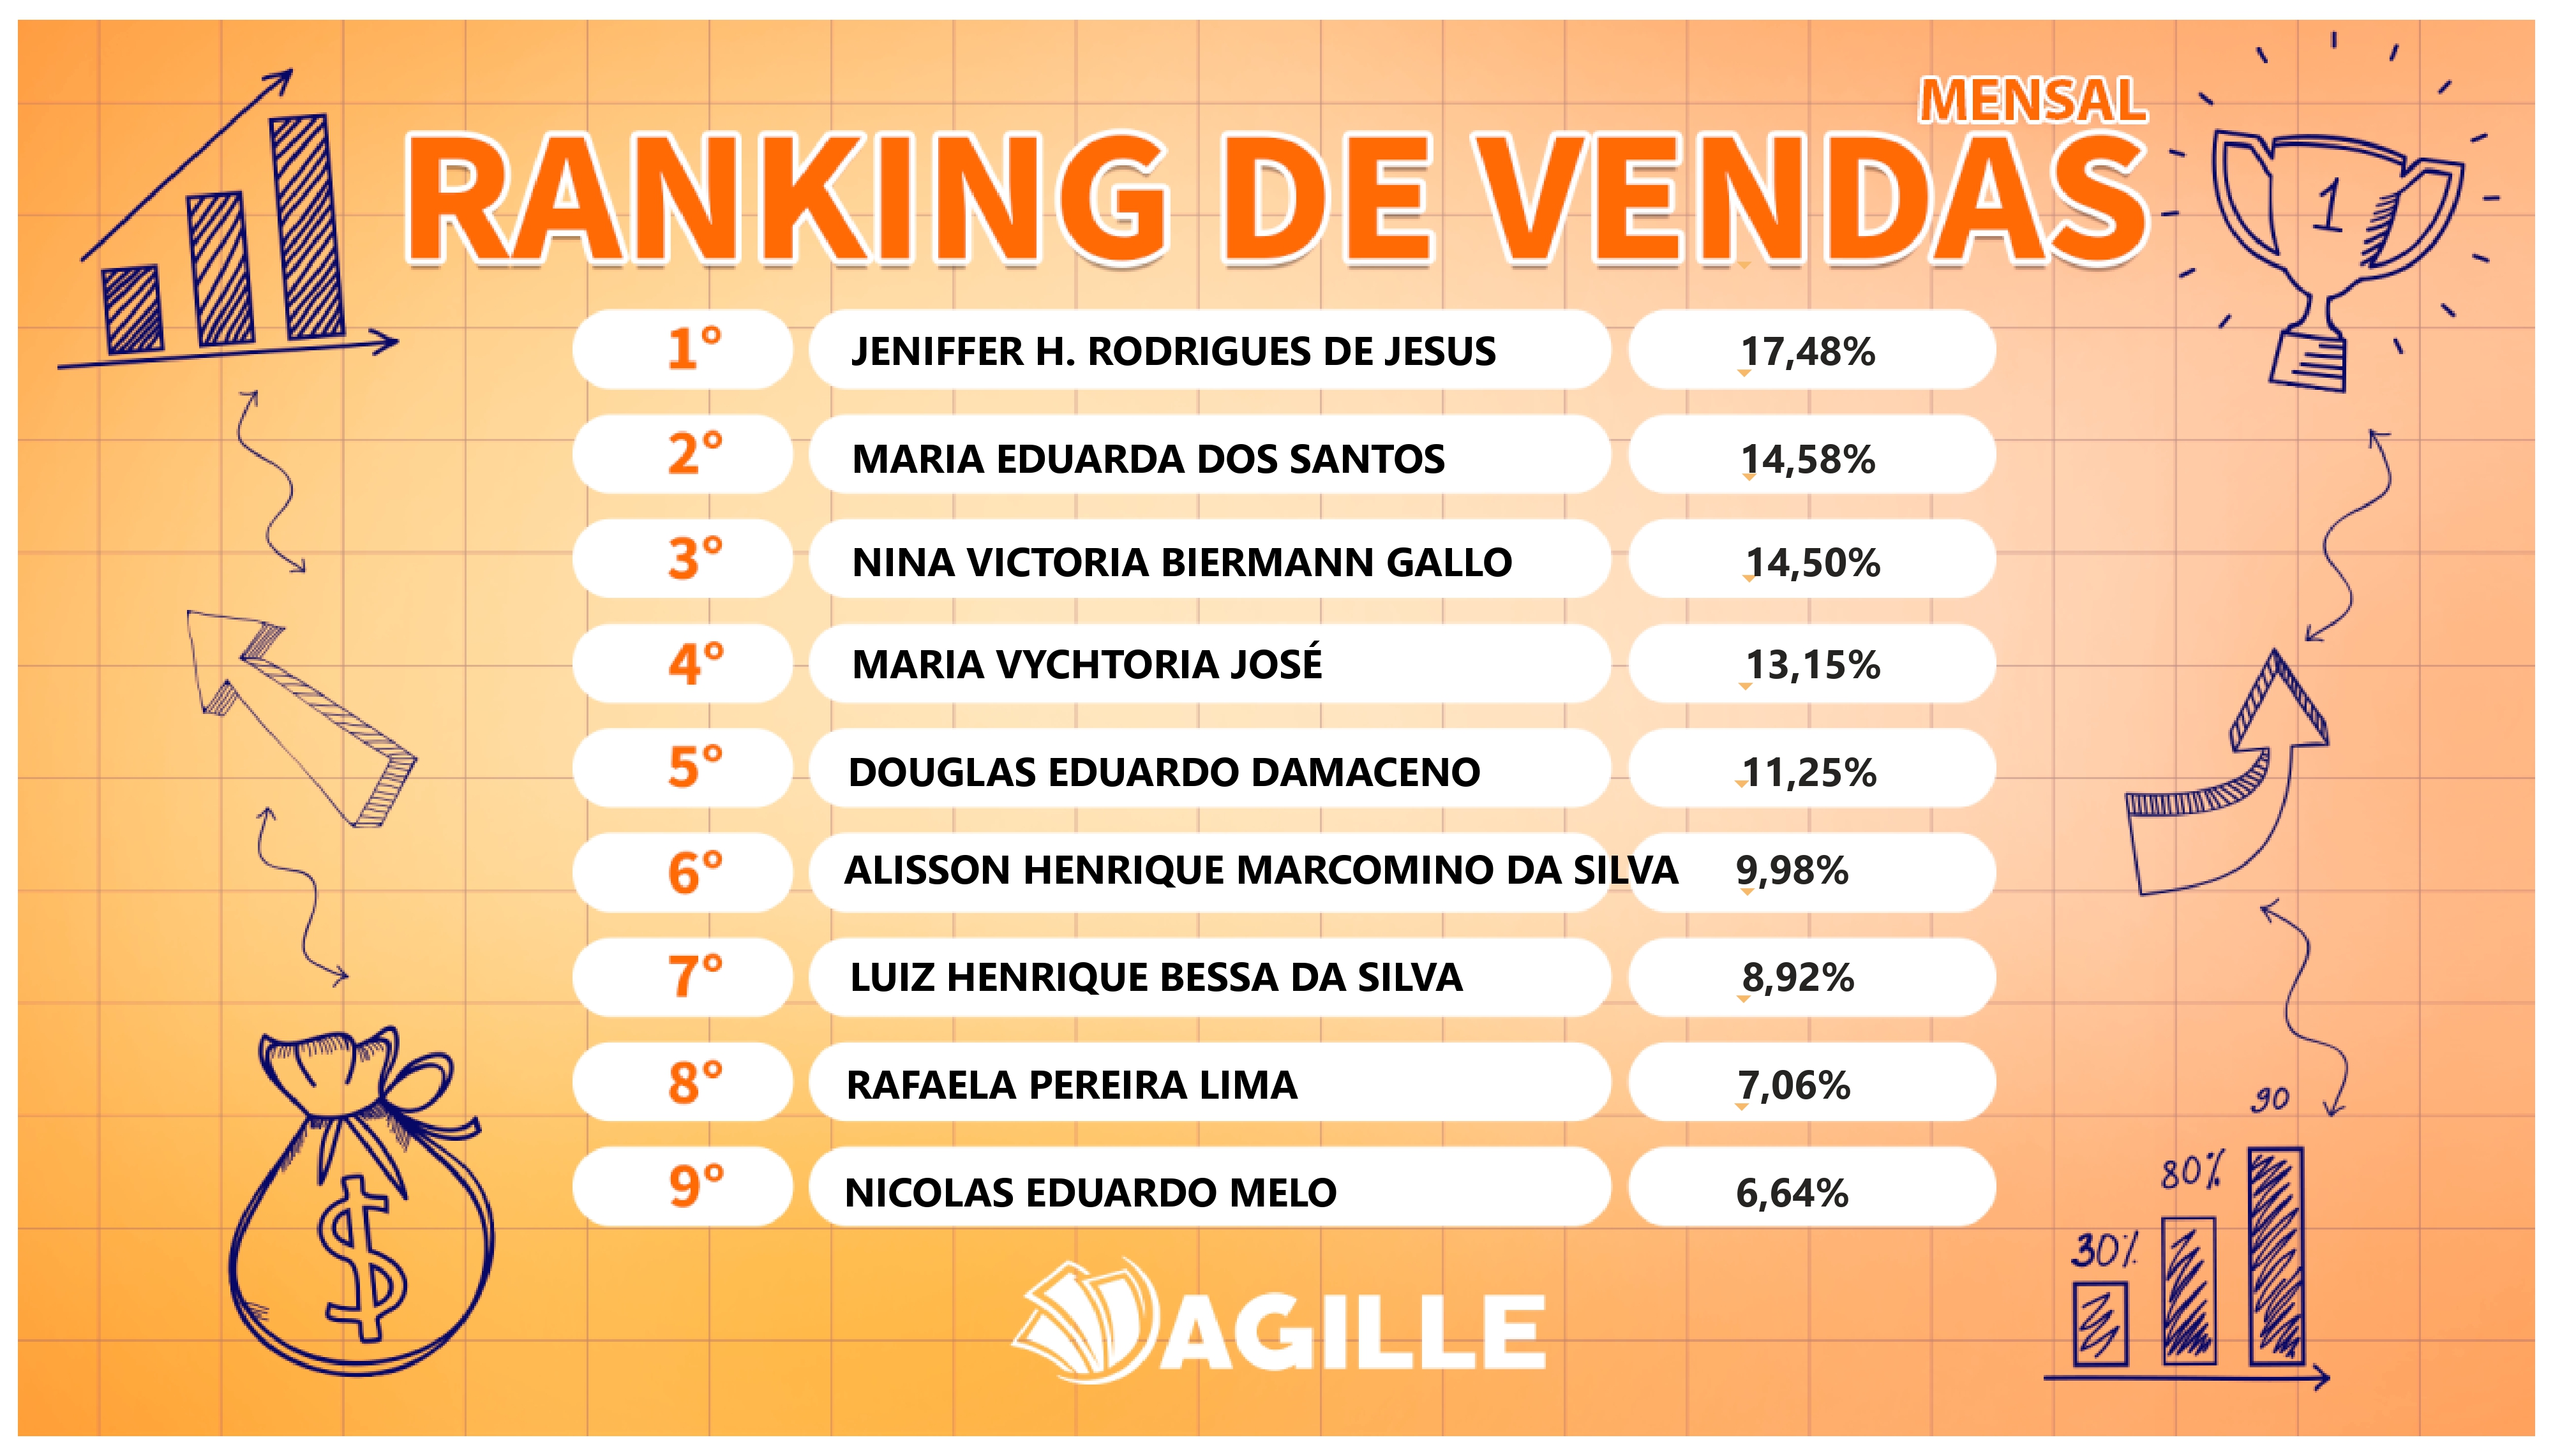 MENSAL
RANKING DE VENDAS
1
1° JENIFFER H. RODRIGUES DE JESUS 17,48%
2° MARIA EDUARDA DOS SANTOS 14,58%
3° NINA VICTORIA BIERMANN GALLO 14,50%
4° MARIA VYCHTORIA JOSÉ 13,15%
5° DOUGLAS EDUARDO DAMACENO 11,25%
6° ALISSON HENRIQUE MARCOMINO DA SILVA 9,98%
7° LUIZ HENRIQUE BESSA DA SILVA 8,92%
8° RAFAELA PEREIRA LIMA 7,06%
9° NICOLAS EDUARDO MELO 6,64%
$
90
80%
30%
AGILLE